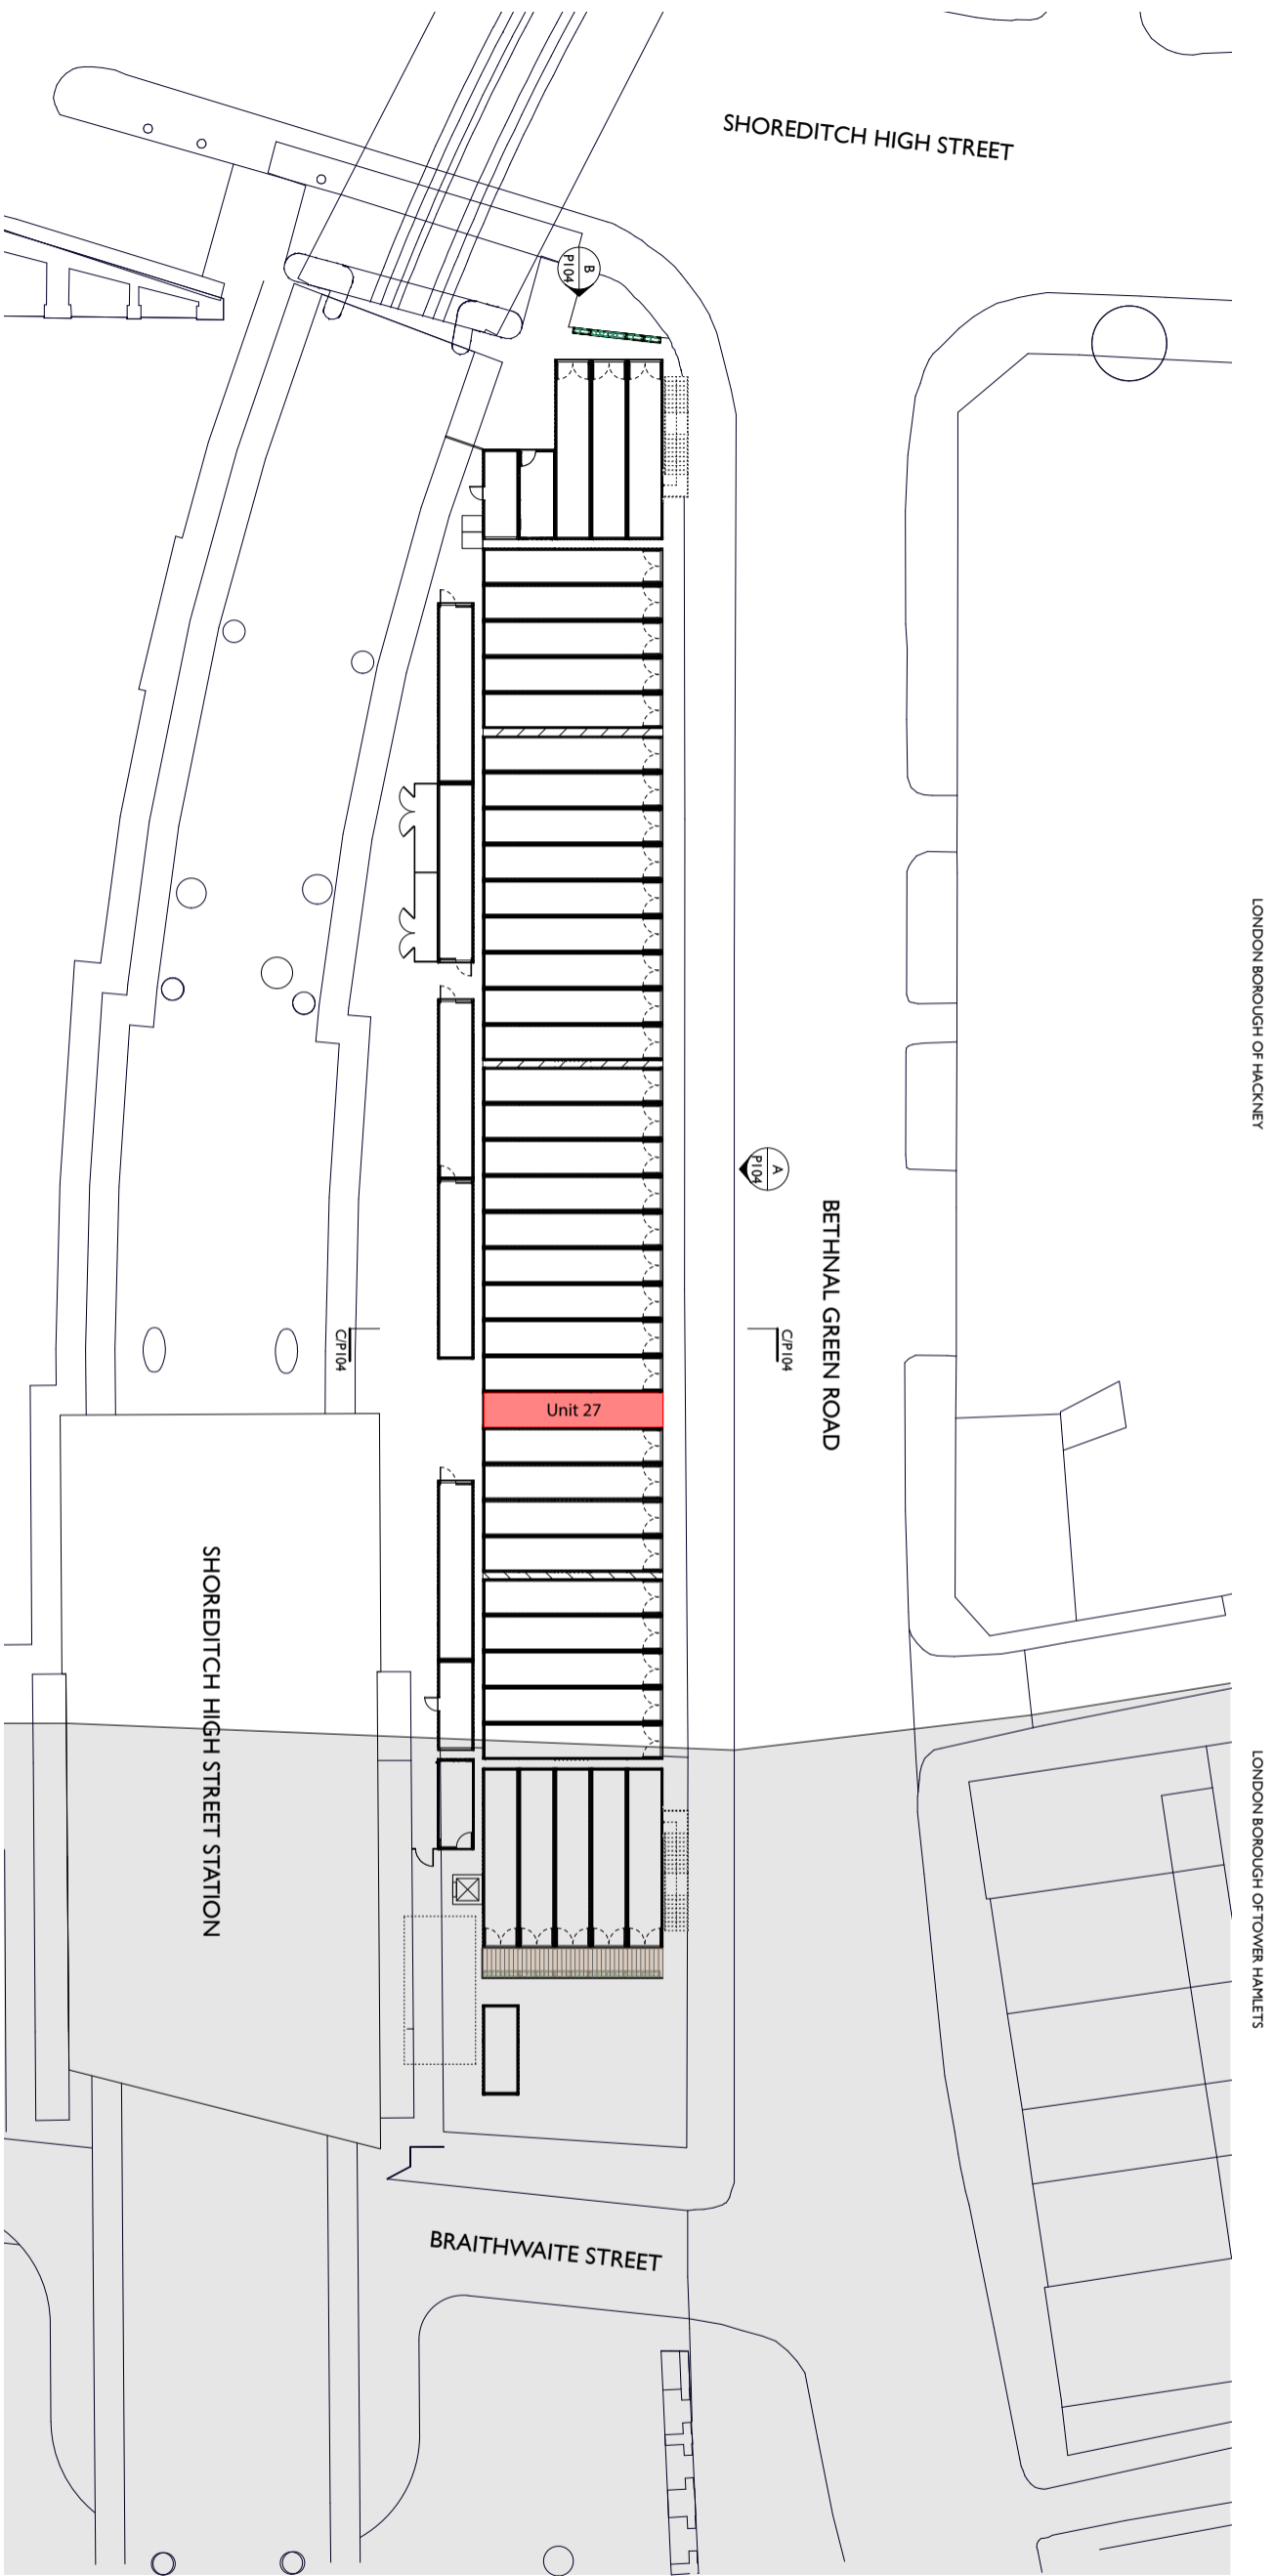 SHOREDITCH HIGH STREET
B
P104
LONDON BOROUGH OF HACKNEY
A
P104
BETHNAL GREEN ROAD
C/P104
C/P104
Unit 27
SHOREDITCH HIGH STREET STATION
LONDON BOROUGH OF TOWER HAMLETS
BRAITHWAITE STREET